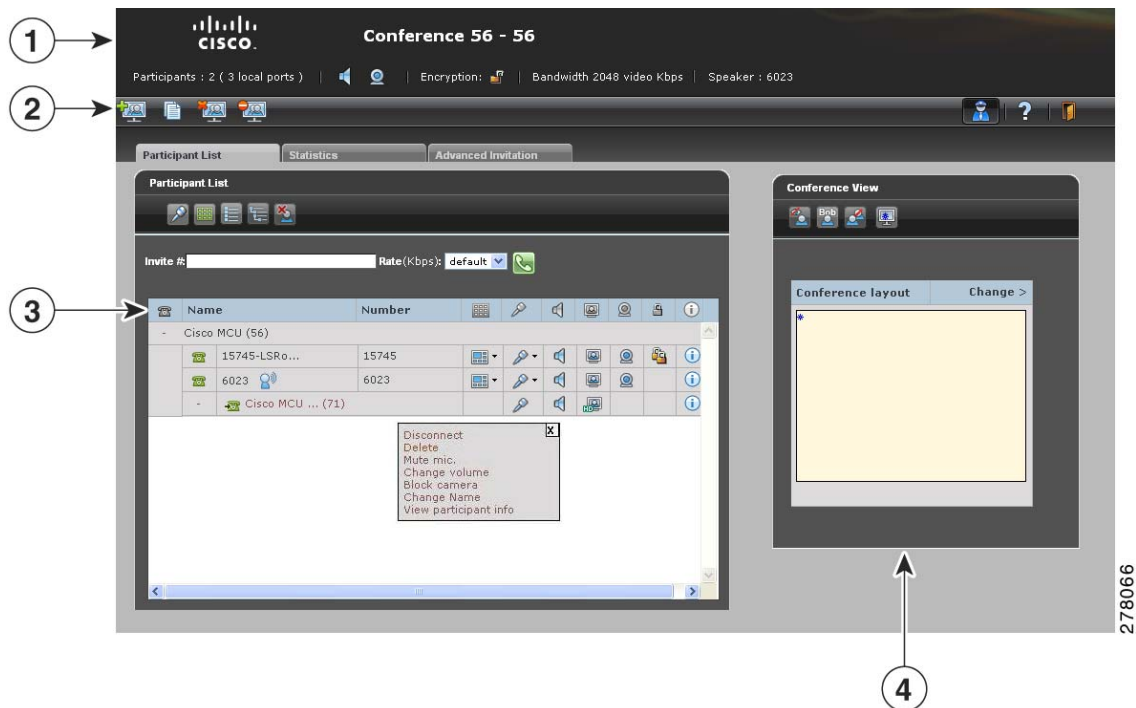 1
CISCO.
Conference 56 - 56
Participants : 2 ( 3 local ports ) | | Encryption: | Bandwidth 2048 video Kbps | Speaker : 6023
2
?
Participant List
Statistics
Advanced Invitation
Participant List
Invite #:
Rate(Kbps): default
3
Name
Number
- Cisco MCU (56)
15745-LSRo...
15745
6023
6023
- Cisco MCU ... (71)
Disconnect
X
Delete
Mute mic.
Change volume
Block camera
Change Name
View participant info
Conference View
Bob
Conference layout
Change >
*
4
278066